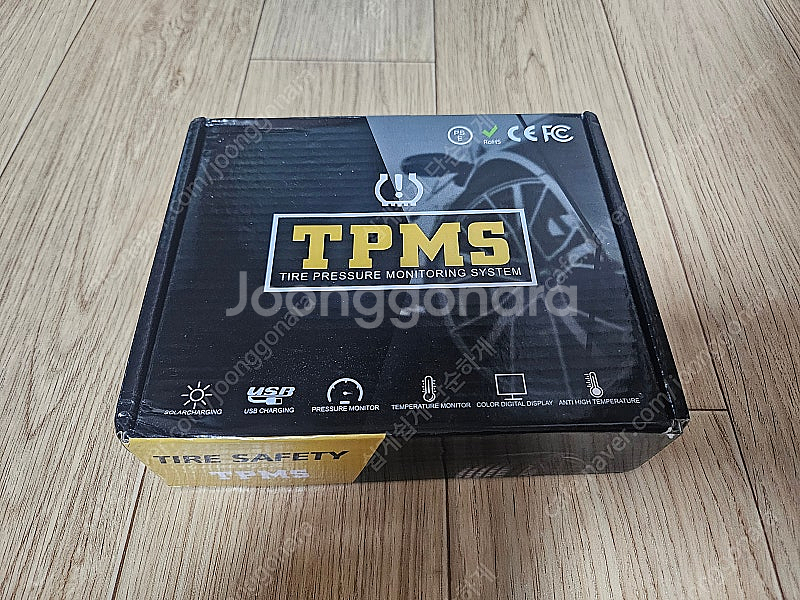 PB
E
RoHS
CE FC
TPMS
TIRE PRESSURE MONITORING SYSTEM
Joonggonara
USB
SOLARCHARGING
USB CHARGING
PRESSURE MONITOR
TEMPERATURE MONITOR
COLOR DIGITAL DISPLAY
ANTI HIGH TEMPERATURE
TIRE SAFETY
TPMS